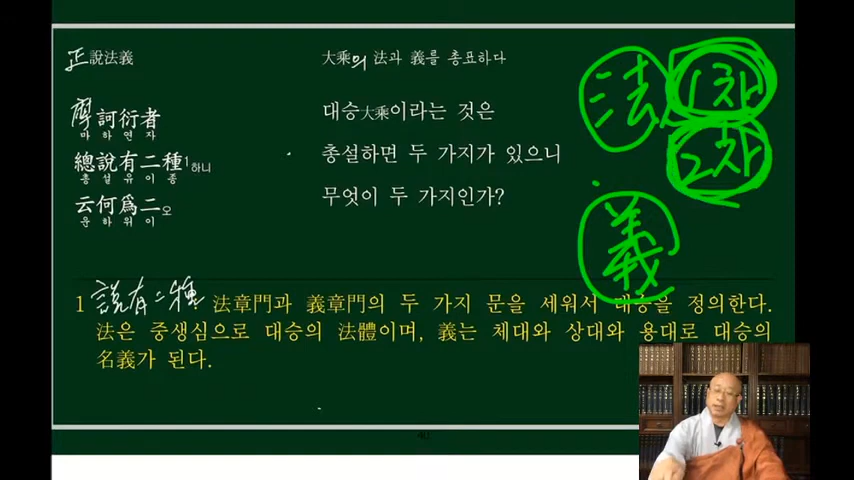 正說法義
大乘의 法과 義를 총표하다
摩訶衍者
마하연자
總說有二種1하니
총설유이종
云何爲二오
운하위이
대승大乘이라는 것은
총설하면 두 가지가 있으니
무엇이 두 가지인가?
法 1차
2차
義
1 說有二種 法章門과 義章門의 두 가지 문을 세워서 대승을 정의한다.
法은 중생심으로 대승의 法體이며, 義는 체대와 상대와 용대로 대승의
名義가 된다.